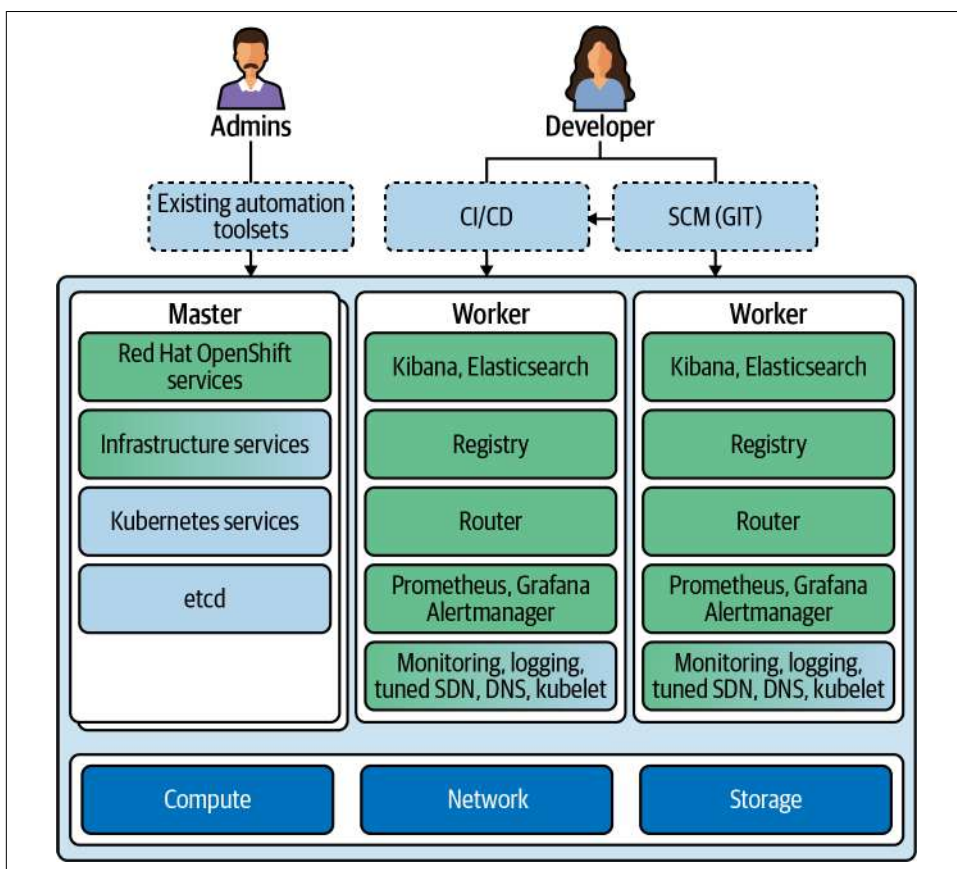 Admins
Developer
Existing automation
toolsets
CI/CD
SCM (GIT)
Master
Red Hat OpenShift
services
Infrastructure services
Kubernetes services
etcd
Worker
Kibana, Elasticsearch
Registry
Router
Prometheus, Grafana
Alertmanager
Monitoring, logging,
tuned SDN, DNS, kubelet
Worker
Kibana, Elasticsearch
Registry
Router
Prometheus, Grafana
Alertmanager
Monitoring, logging,
tuned SDN, DNS, kubelet
Compute
Network
Storage